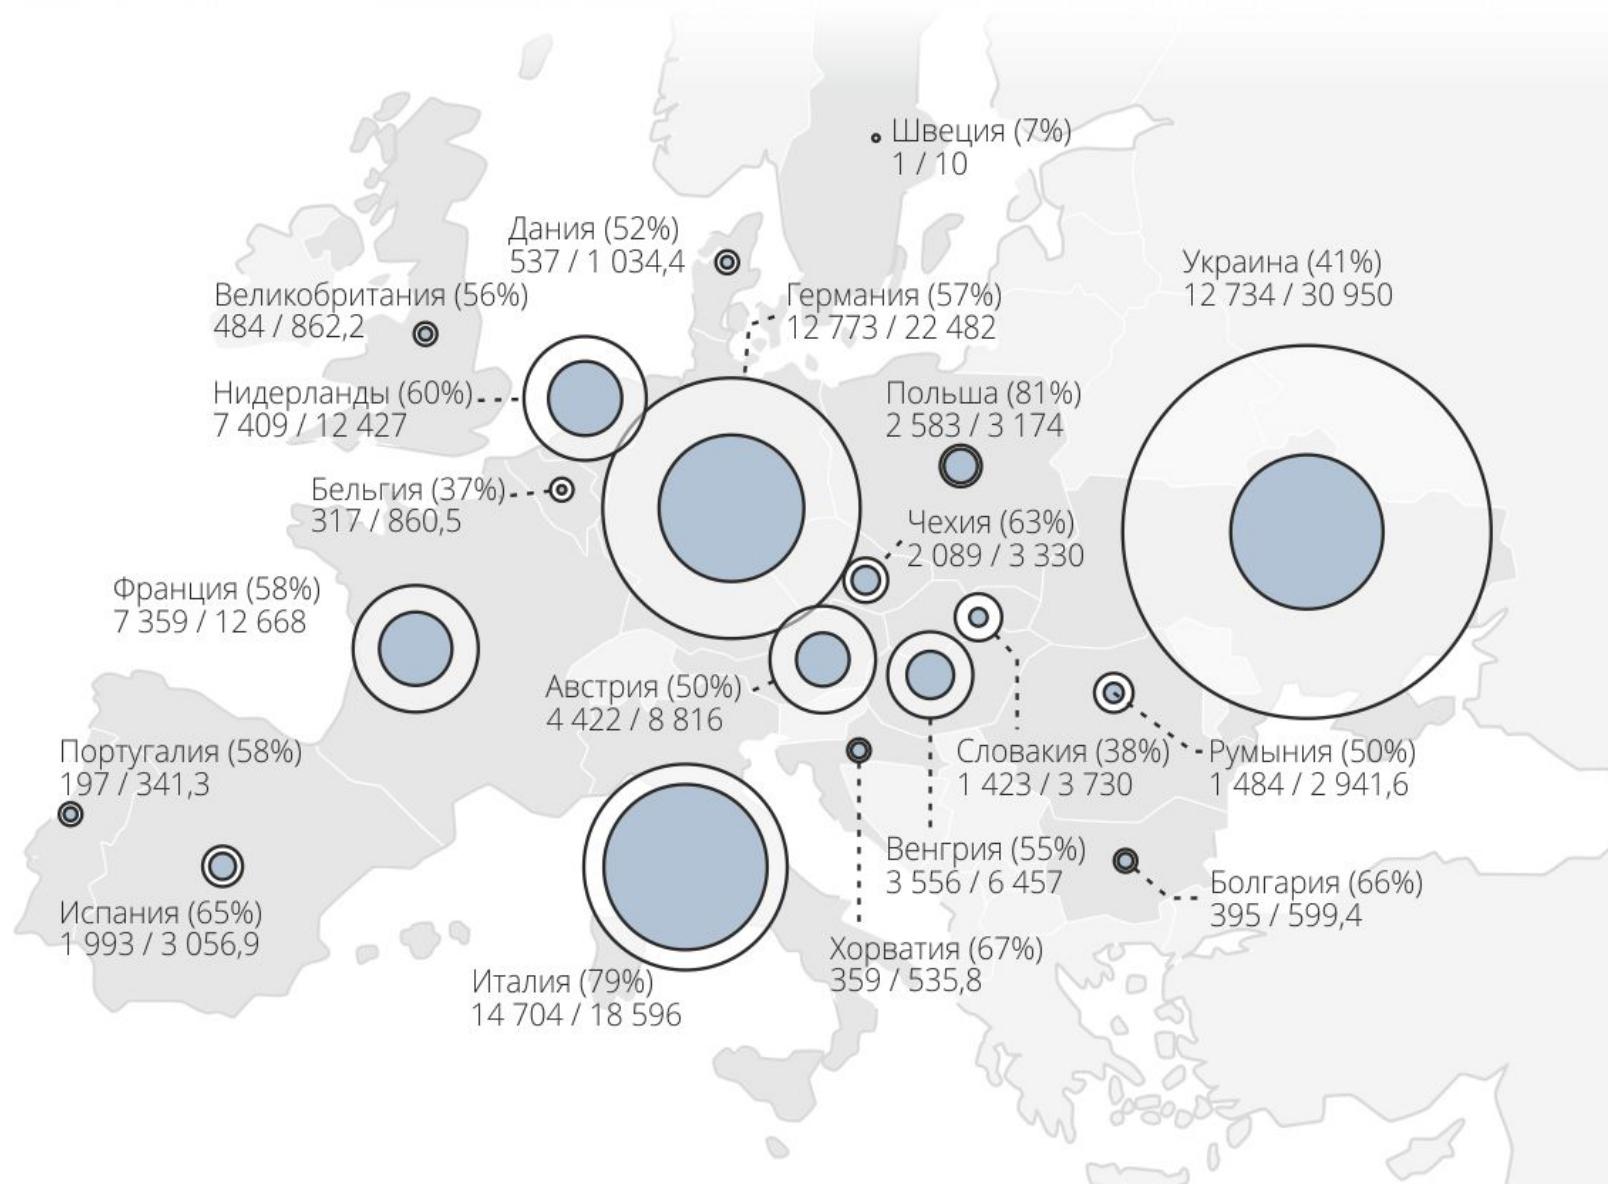 Швеция (7%)
1 / 10
Дания (52%)
537 / 1 034,4
Украина (41%)
12 734 / 30 950
Великобритания (56%)
484 / 862,2
Германия (57%)
12 773 / 22 482
Нидерланды (60%)
7 409 / 12 427
Польша (81%)
2 583 / 3 174
Бельгия (37%)
317 / 860,5
Чехия (63%)
2 089 / 3 330
Франция (58%)
7 359 / 12 668
Австрия (50%)
4 422 / 8 816
Португалия (58%)
197 / 341,3
Словакия (38%)
1 423 / 3 730
Румыния (50%)
1 484 / 2 941,6
Венгрия (55%)
3 556 / 6 457
Болгария (66%)
395 / 599,4
Испания (65%)
1 993 / 3 056,9
Хорватия (67%)
359 / 535,8
Италия (79%)
14 704 / 18 596